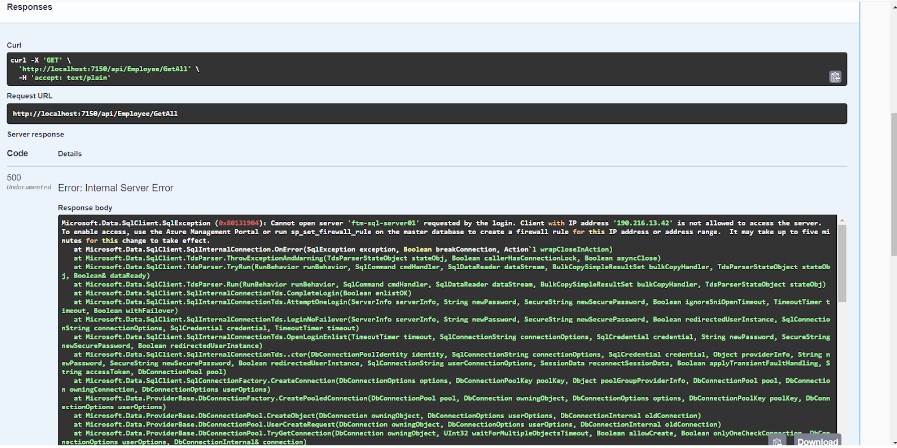 Responses
Curl
curl -X 'GET' \
'http://localhost:7150/api/Employee/GetAll' \
-H 'accept: text/plain'
Request URL
http://localhost:7150/api/Employee/GetAll
Server response
Code Details
500
Undocumented
Error: Internal Server Error
Response body
Microsoft.Data.SqlClient.SqlException (0x80131904): Cannot open server 'ftm-sql-server01' requested by the login. Client with IP address '190.216.13.42' is not allowed to access the server.
To enable access, use the Azure Management Portal or run sp_set_firewall_rule on the master database to create a firewall rule for this IP address or address range. It may take up to five mi
nutes for this change to take effect.
at Microsoft.Data.SqlClient.SqlInternalConnection.OnError(SqlException exception, Boolean breakConnection, Action`1 wrapCloseInAction)
at Microsoft.Data.SqlClient.TdsParser.ThrowExceptionAndWarning(TdsParserStateObject stateObj, Boolean callerHasConnectionLock, Boolean asyncClose)
at Microsoft.Data.SqlClient.TdsParser.TryRun(RunBehavior runBehavior, SqlCommand cmdHandler, SqlDataReader dataStream, BulkCopySimpleResultSet bulkCopyHandler, TdsParserStateObject stateOb
j, Boolean& dataReady)
at Microsoft.Data.SqlClient.TdsParser.Run(RunBehavior runBehavior, SqlCommand cmdHandler, SqlDataReader dataStream, BulkCopySimpleResultSet bulkCopyHandler, TdsParserStateObject stateObj)
at Microsoft.Data.SqlClient.SqlInternalConnectionTds.CompleteLogin(Boolean enlistOK)
at Microsoft.Data.SqlClient.SqlInternalConnectionTds.AttemptOneLogin(ServerInfo serverInfo, String newPassword, SecureString newSecurePassword, Boolean ignoreSniOpenTimeout, TimeoutTimer t
imeout, Boolean withFailover)
at Microsoft.Data.SqlClient.SqlInternalConnectionTds.LoginNoFailover(ServerInfo serverInfo, String newPassword, SecureString newSecurePassword, Boolean redirectedUserInstance, SqlConnectio
nString connectionOptions, SqlCredential credential, TimeoutTimer timeout)
at Microsoft.Data.SqlClient.SqlInternalConnectionTds.OpenLoginEnlist(TimeoutTimer timeout, SqlConnectionString connectionOptions, SqlCredential credential, String newPassword, SecureString
newSecurePassword, Boolean redirectedUserInstance)
at Microsoft.Data.SqlClient.SqlInternalConnectionTds..ctor(DbConnectionPoolIdentity identity, SqlConnectionString connectionOptions, SqlCredential credential, Object providerInfo, String n
ewPassword, SecureString newSecurePassword, Boolean redirectedUserInstance, SqlConnectionString userConnectionOptions, SessionData reconnectSessionData, Boolean applyTransientFaultHandling, S
tring accessToken, DbConnectionPool pool)
at Microsoft.Data.SqlClient.SqlConnectionFactory.CreateConnection(DbConnectionOptions options, DbConnectionPoolKey poolKey, Object poolGroupProviderInfo, DbConnectionPool pool, DbConnectio
n owningConnection, DbConnectionOptions userOptions)
at Microsoft.Data.ProviderBase.DbConnectionFactory.CreatePooledConnection(DbConnectionPool pool, DbConnection owningObject, DbConnectionOptions options, DbConnectionPoolKey poolKey, DbConn
ectionOptions userOptions)
at Microsoft.Data.ProviderBase.DbConnectionPool.CreateObject(DbConnection owningObject, DbConnectionOptions userOptions, DbConnectionInternal oldConnection)
at Microsoft.Data.ProviderBase.DbConnectionPool.UserCreateRequest(DbConnection owningObject, DbConnectionOptions userOptions, DbConnectionInternal oldConnection)
at Microsoft.Data.ProviderBase.DbConnectionPool.TryGetConnection(DbConnection owningObject, UInt32 waitForMultipleObjectsTimeout, Boolean allowCreate, Boolean onlyOneCheckConnection, DbCo
nnectionOptions userOptions, DbConnectionInternal& connection)
Download